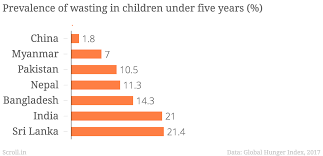 Prevalence of wasting in children under five years (%)
China 1.8
Myanmar 7
Pakistan 10.5
Nepal 11.3
Bangladesh 14.3
India 21
Sri Lanka 21.4
Scroll.in Data: Global Hunger Index, 2017